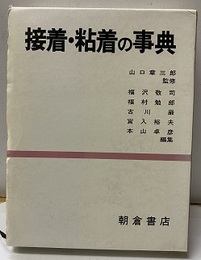 接着・粘着の事典
山口章三郎
監修
福沢敬司
福村勉郎
古川巌
宮入裕夫
本山卓彦
編集
朝倉書店